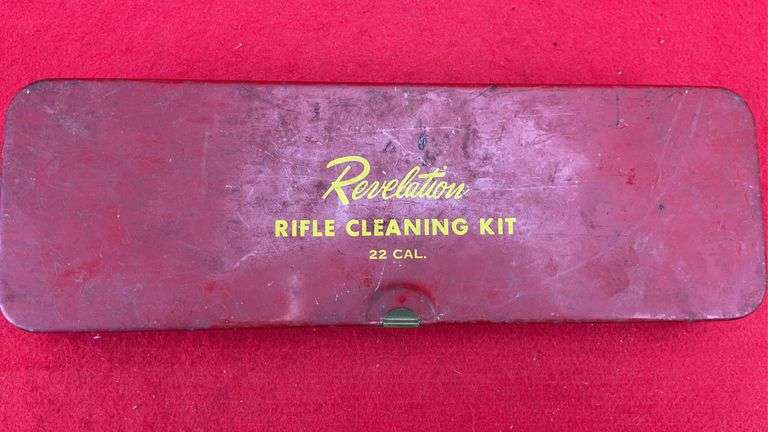 Revelation
RIFLE CLEANING KIT
22 CAL.